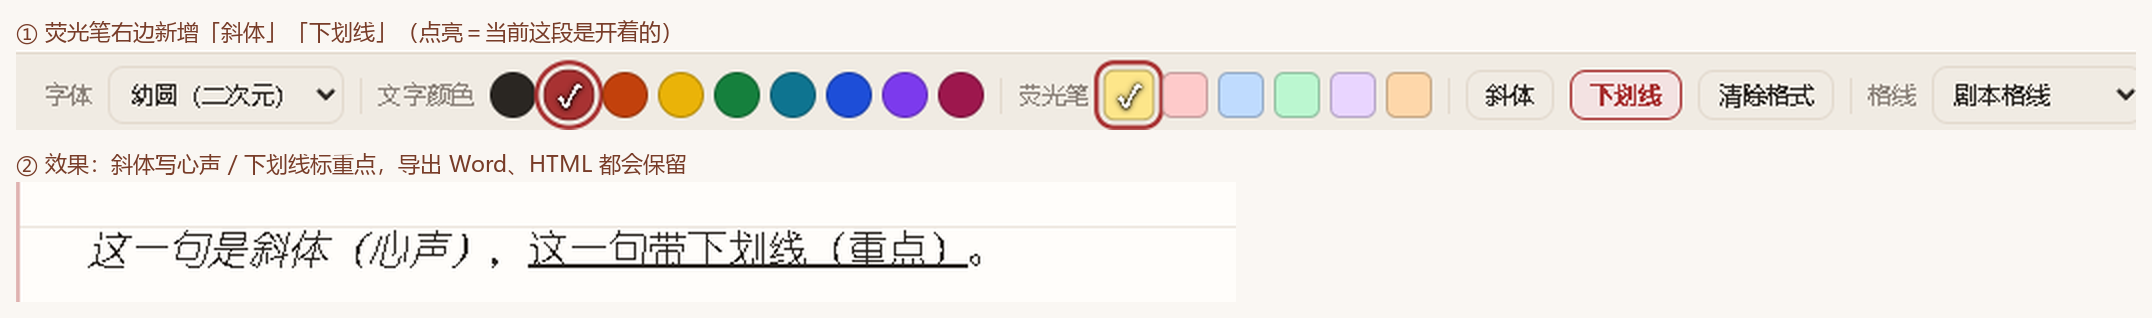 ① 荧光笔右边新增「斜体」「下划线」（点亮 = 当前这段是开着的）
字体 幼圆（二次元） 文字颜色 荧光笔 斜体 下划线 清除格式 格线 剧本格线
② 效果：斜体写心声 / 下划线标重点，导出 Word、HTML 都会保留
这一句是斜体（心声），这一句带下划线（重点）。